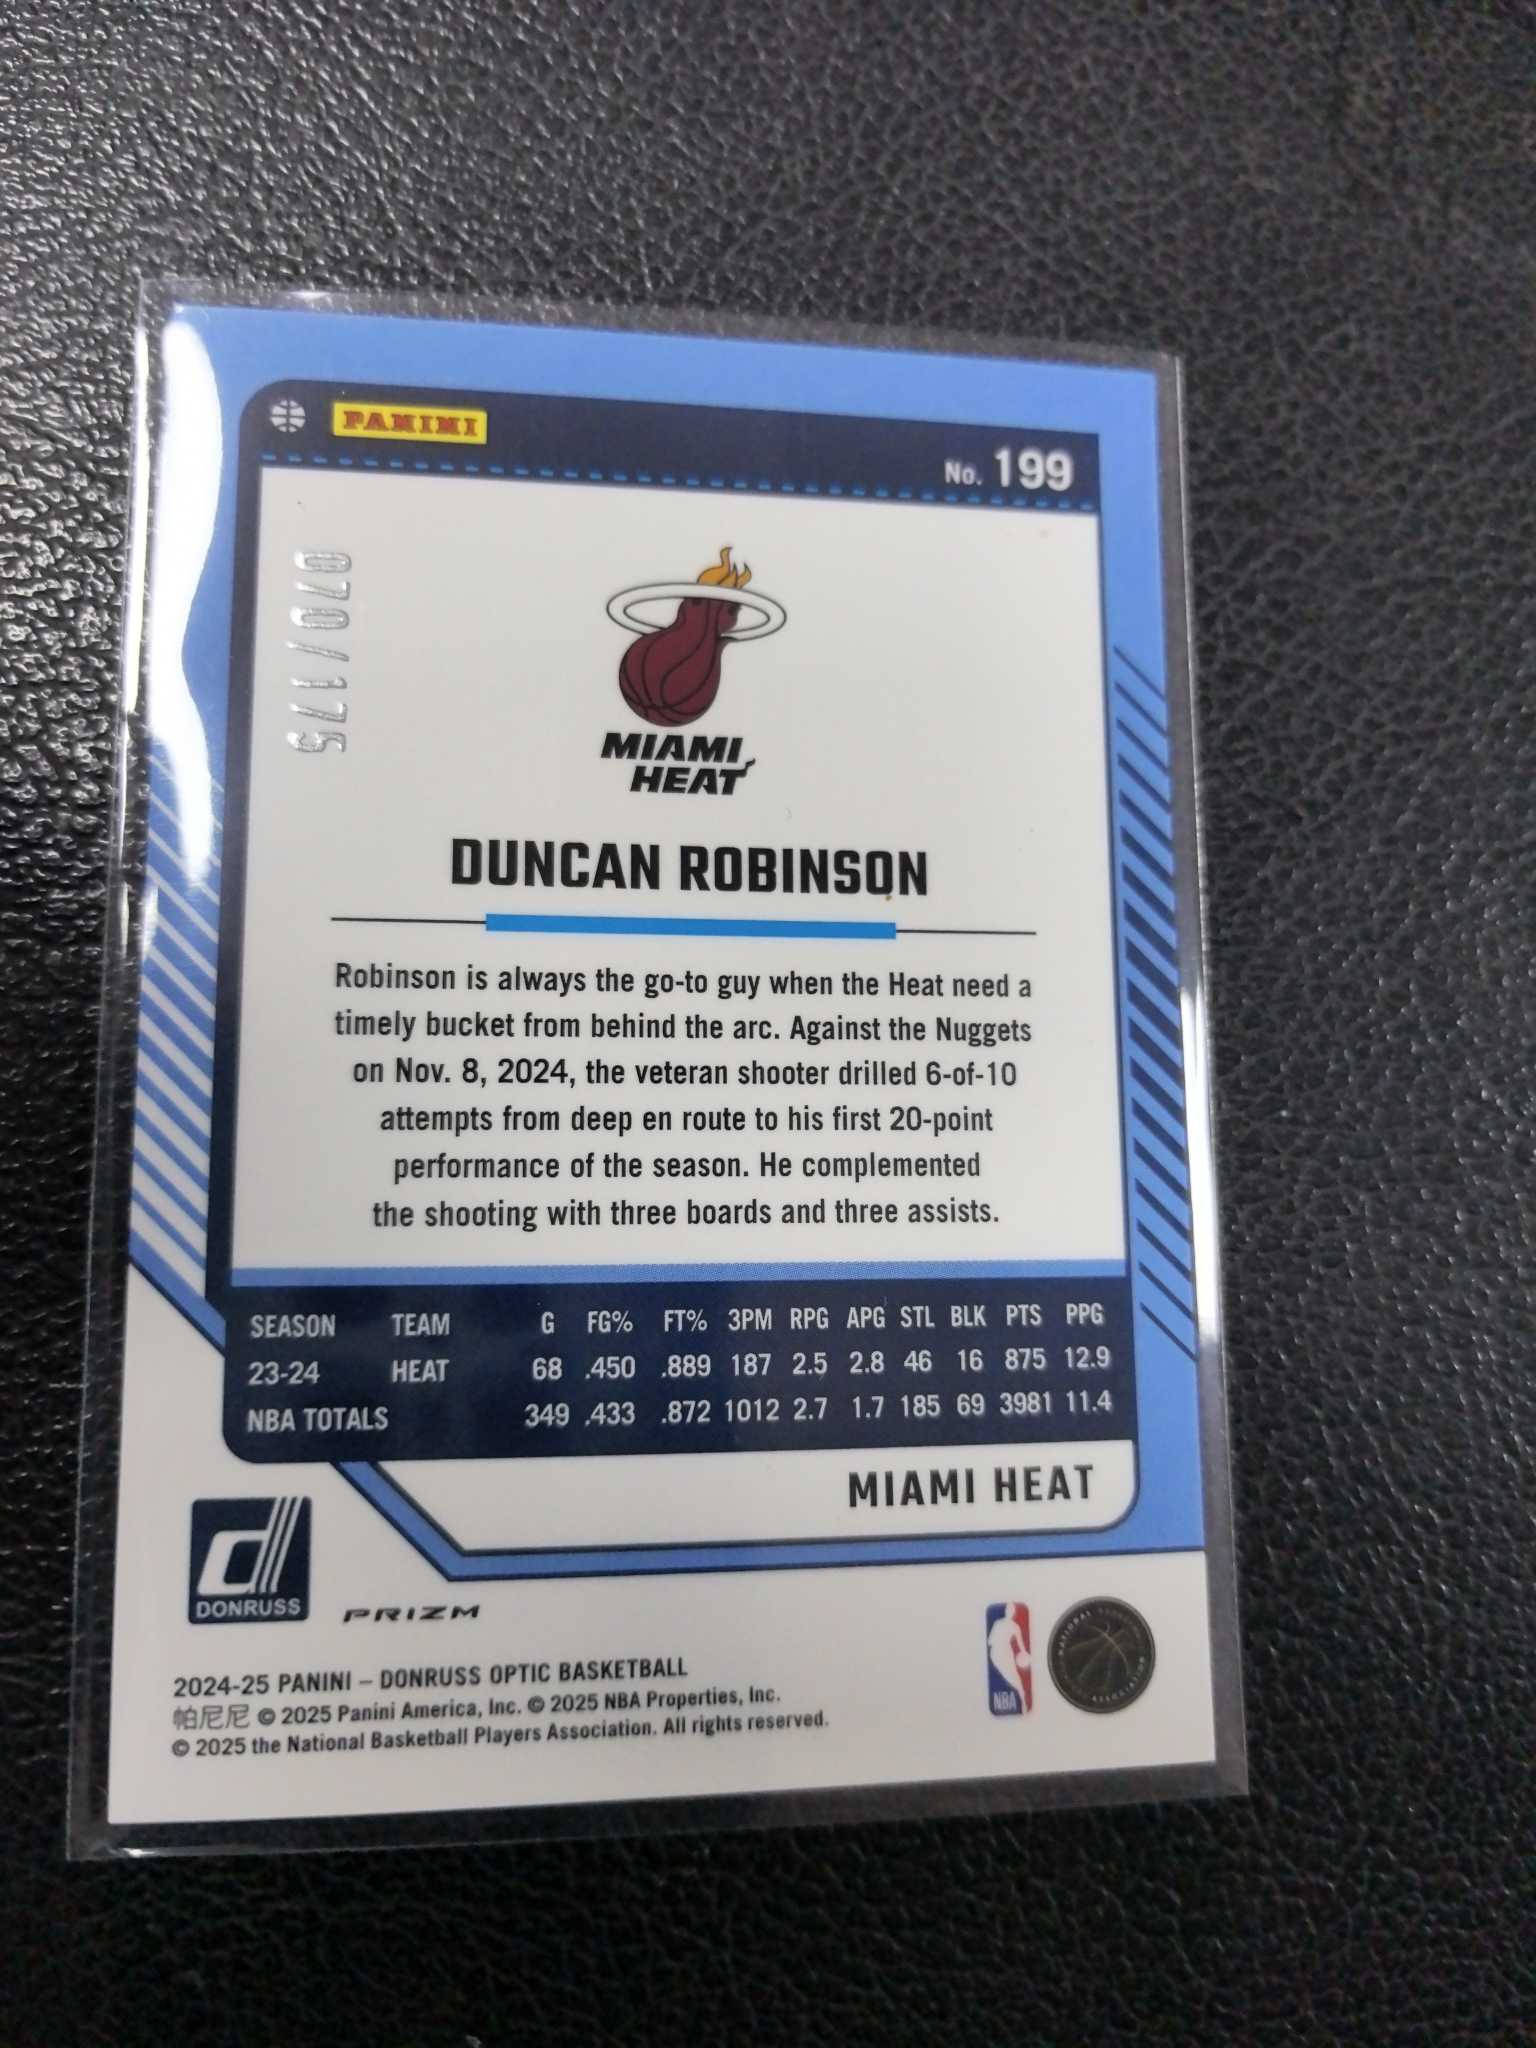 PANINI
No. 199
070/175
MIAMI
HEAT
DUNCAN ROBINSON
Robinson is always the go-to guy when the Heat need a
timely bucket from behind the arc. Against the Nuggets
on Nov. 8, 2024, the veteran shooter drilled 6-of-10
attempts from deep en route to his first 20-point
performance of the season. He complemented
the shooting with three boards and three assists.
SEASON TEAM G FG% FT% 3PM RPG APG STL BLK PTS PPG
23-24 HEAT 68 .450 .889 187 2.5 2.8 46 16 875 12.9
NBA TOTALS 349 .433 .872 1012 2.7 1.7 185 69 3981 11.4
MIAMI HEAT
d
DONRUSS
PRIZM
NBA
NATIONAL BASKETBALL
ASSOCIATION
2024-25 PANINI – DONRUSS OPTIC BASKETBALL
帕尼尼 © 2025 Panini America, Inc. © 2025 NBA Properties, Inc.
© 2025 the National Basketball Players Association. All rights reserved.